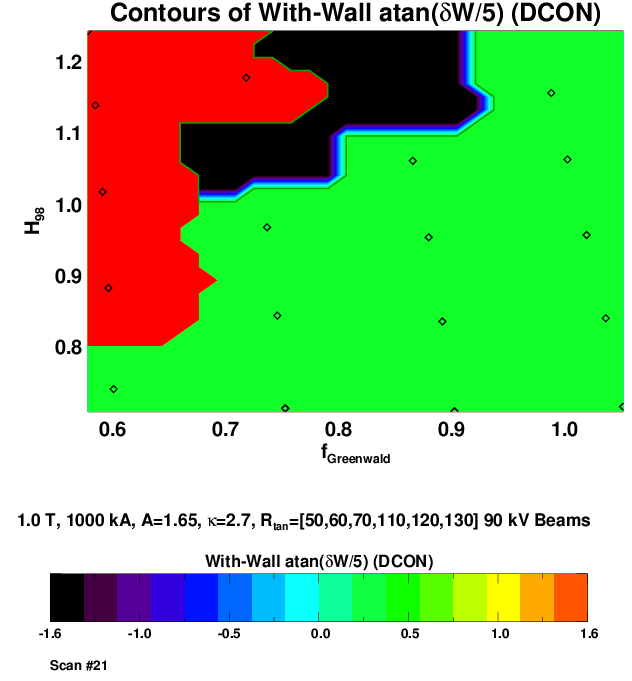 Contours of With-Wall atan(δW/5) (DCON)
1.2
1.1
1.0
0.9
0.8
H98
0.6 0.7 0.8 0.9 1.0
fGreenwald
1.0 T, 1000 kA, A=1.65, κ=2.7, Rtan=[50,60,70,110,120,130] 90 kV Beams
With-Wall atan(δW/5) (DCON)
-1.6 -1.0 -0.5 0.0 0.5 1.0 1.6
Scan #21